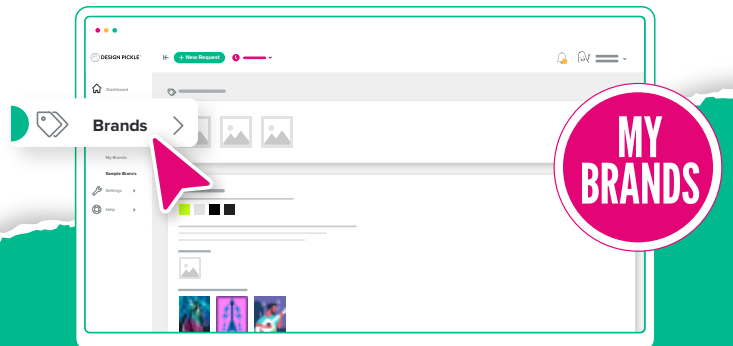 DESIGN PICKLE
+ New Request
Dashboard
Brands
My Brands
Sample Brands
Settings
Help
MY
BRANDS